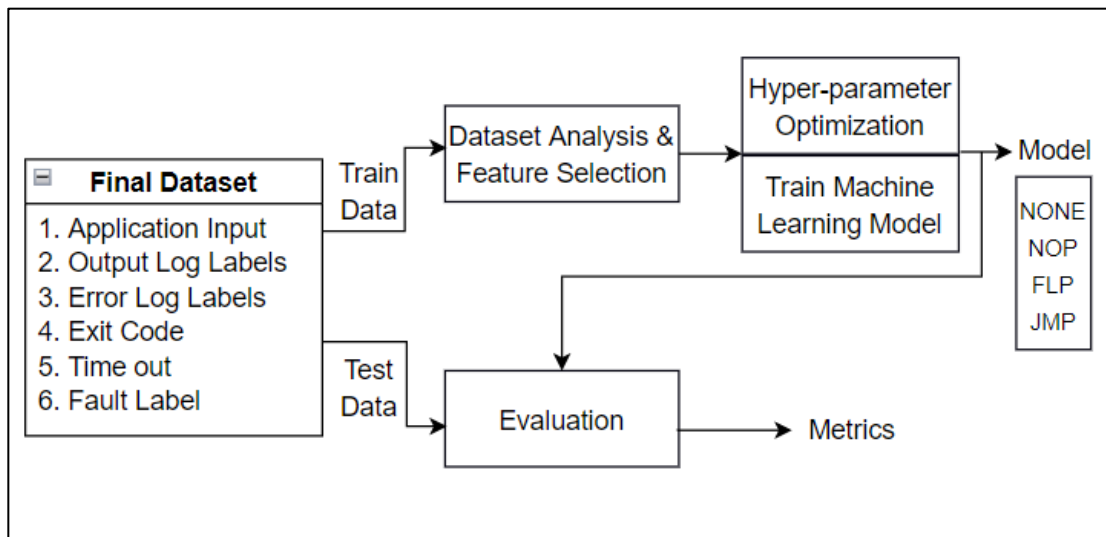 Final Dataset
1. Application Input
2. Output Log Labels
3. Error Log Labels
4. Exit Code
5. Time out
6. Fault Label
Train
Data
Test
Data
Dataset Analysis &
Feature Selection
Hyper-parameter
Optimization
Train Machine
Learning Model
Model
NONE
NOP
FLP
JMP
Evaluation
Metrics